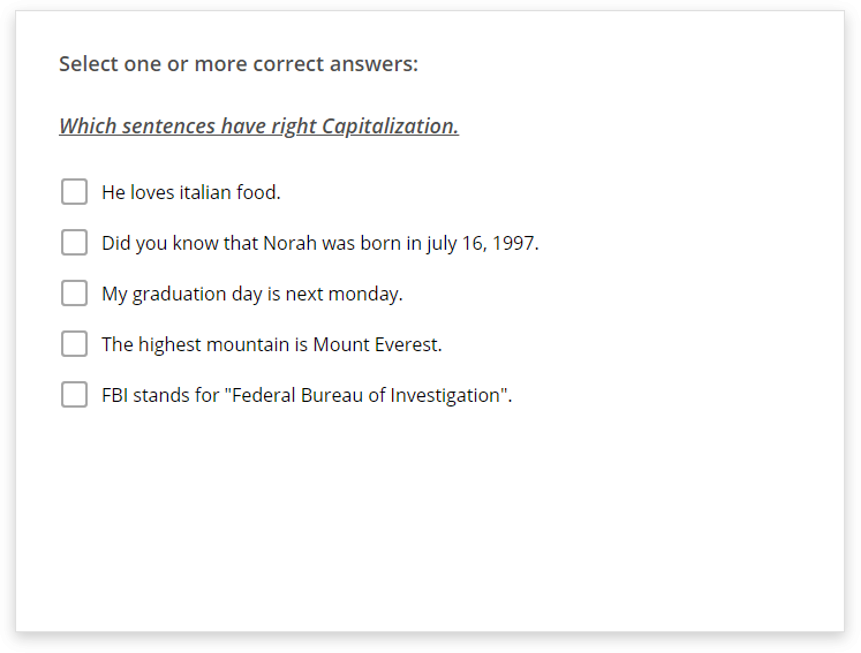 Select one or more correct answers:
Which sentences have right Capitalization.
He loves italian food.
Did you know that Norah was born in july 16, 1997.
My graduation day is next monday.
The highest mountain is Mount Everest.
FBI stands for "Federal Bureau of Investigation".